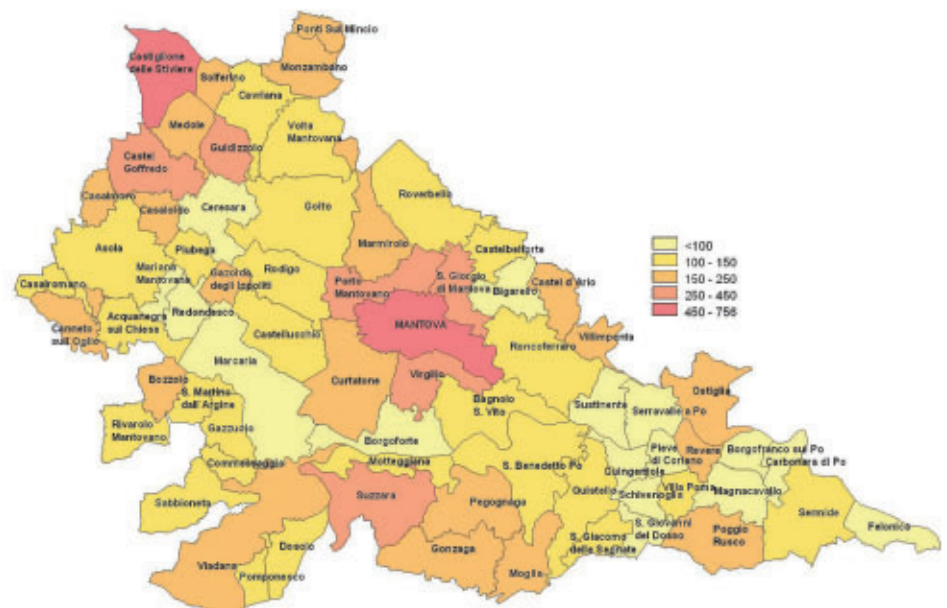 Ponti Sul Mincio
Castiglione
delle Stiviere
Solferino
Monzambano
Cavriana
Medole
Volta
Mantovana
Guidizzolo
Castel
Goffredo
Roverbella
Casalmoro
Casaloldo
Ceresara
Goito
Marmirolo
Asola
Piubega
Castelbelforte
Mariana
Mantovana
Gazoldo
degli Ippoliti
Rodigo
Porto
Mantovano
S. Giorgio
di Mantova
Bigarello
Castel d'Ario
Casalromano
Redondesco
Acquanegra
sul Chiese
Canneto
sull'Oglio
MANTOVA
Castellucchio
Villimpenta
Roncoferraro
Marcaria
Bozzolo
Curtatone
Virgilio
S. Martino
dall'Argine
Bagnolo
S. Vito
Ostiglia
Sustinente
Serravalle a Po
Rivarolo
Mantovano
Gazzuolo
Borgoforte
Pieve
di Coriano
Revere
Borgofranco sul Po
Carbonara di Po
Commessaggio
Motteggiana
S. Benedetto Po
Quingentole
Sabbioneta
Suzzara
Pegognaga
Quistello
Schivenoglia
Villa Poma
Magnacavallo
Sermide
Felonica
S. Giovanni
del Dosso
Poggio
Rusco
Dosolo
Gonzaga
S. Giacomo
delle Segnate
Viadana
Pomponesco
Moglia
<100
100 - 150
150 - 250
250 - 450
450 - 756